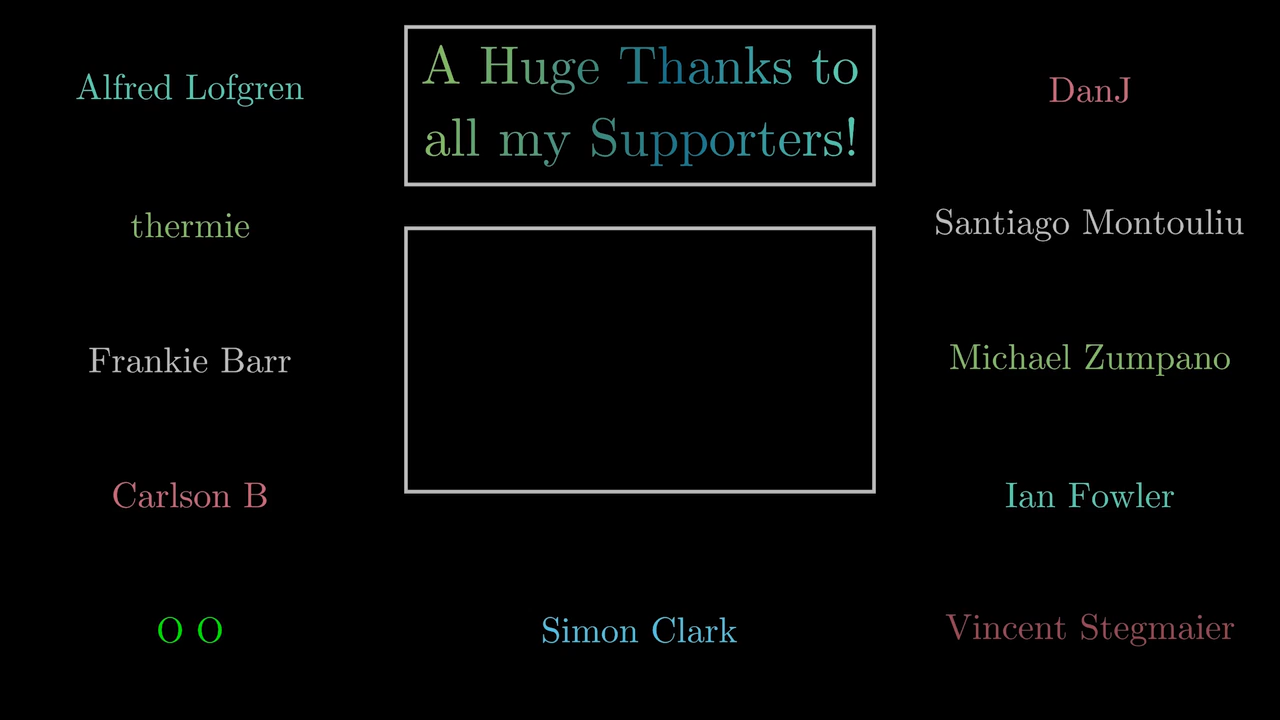 A Huge Thanks to
all my Supporters!
Alfred Lofgren
thermie
Frankie Barr
Carlson B
O O
Simon Clark
DanJ
Santiago Montouliu
Michael Zumpano
Ian Fowler
Vincent Stegmaier